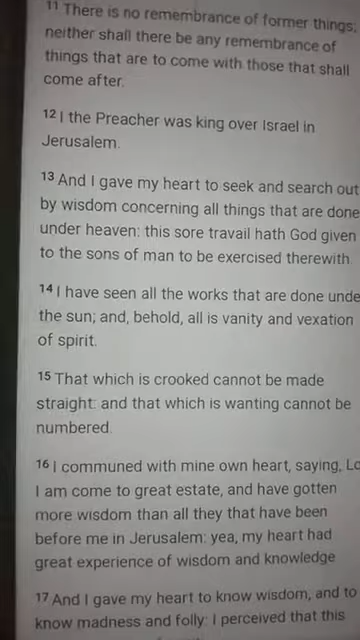 11 There is no remembrance of former things;
neither shall there be any remembrance of
things that are to come with those that shall
come after.
12 I the Preacher was king over Israel in
Jerusalem.
13 And I gave my heart to seek and search out
by wisdom concerning all things that are done
under heaven: this sore travail hath God given
to the sons of man to be exercised therewith.
14 I have seen all the works that are done unde
the sun; and, behold, all is vanity and vexation
of spirit.
15 That which is crooked cannot be made
straight: and that which is wanting cannot be
numbered.
16 I communed with mine own heart, saying, Lo
I am come to great estate, and have gotten
more wisdom than all they that have been
before me in Jerusalem: yea, my heart had
great experience of wisdom and knowledge
17 And I gave my heart to know wisdom, and to
know madness and folly: I perceived that this